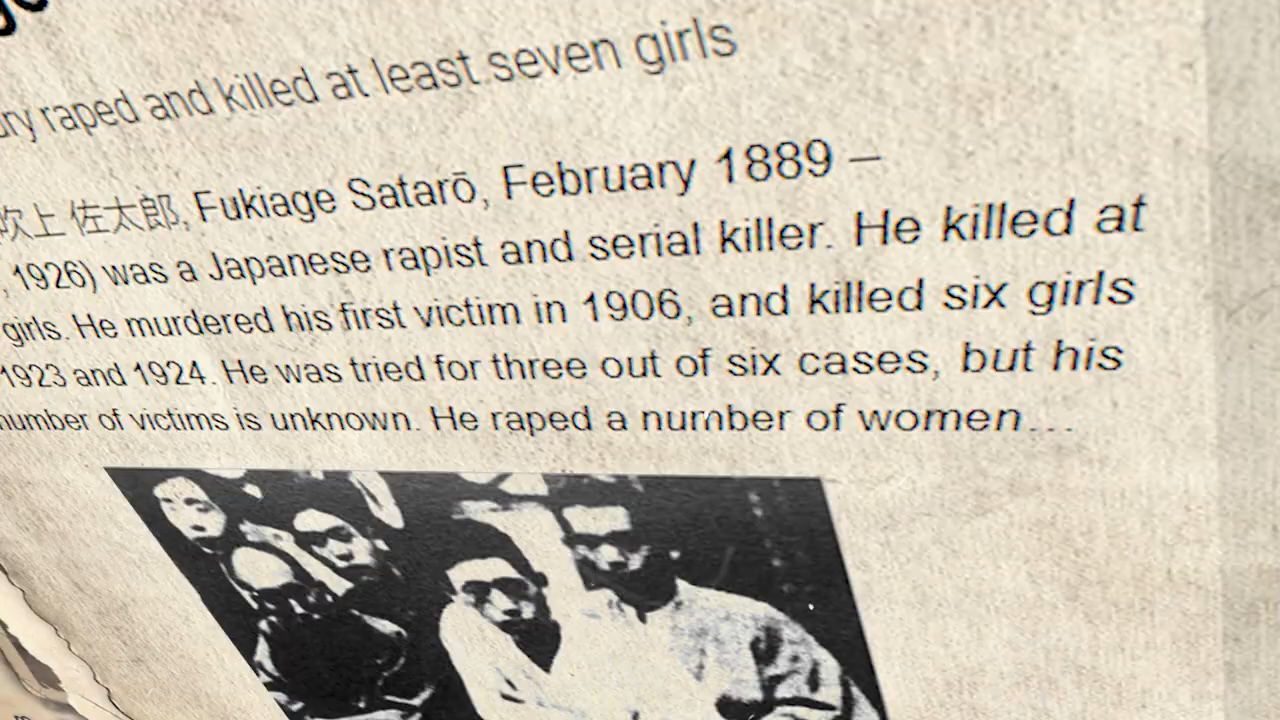 raped and killed at least seven girls
吹上 佐太郎, Fukiage Satarō, February 1889 –
, 1926) was a Japanese rapist and serial killer. He killed at
girls. He murdered his first victim in 1906, and killed six girls
1923 and 1924. He was tried for three out of six cases, but his
number of victims is unknown. He raped a number of women...